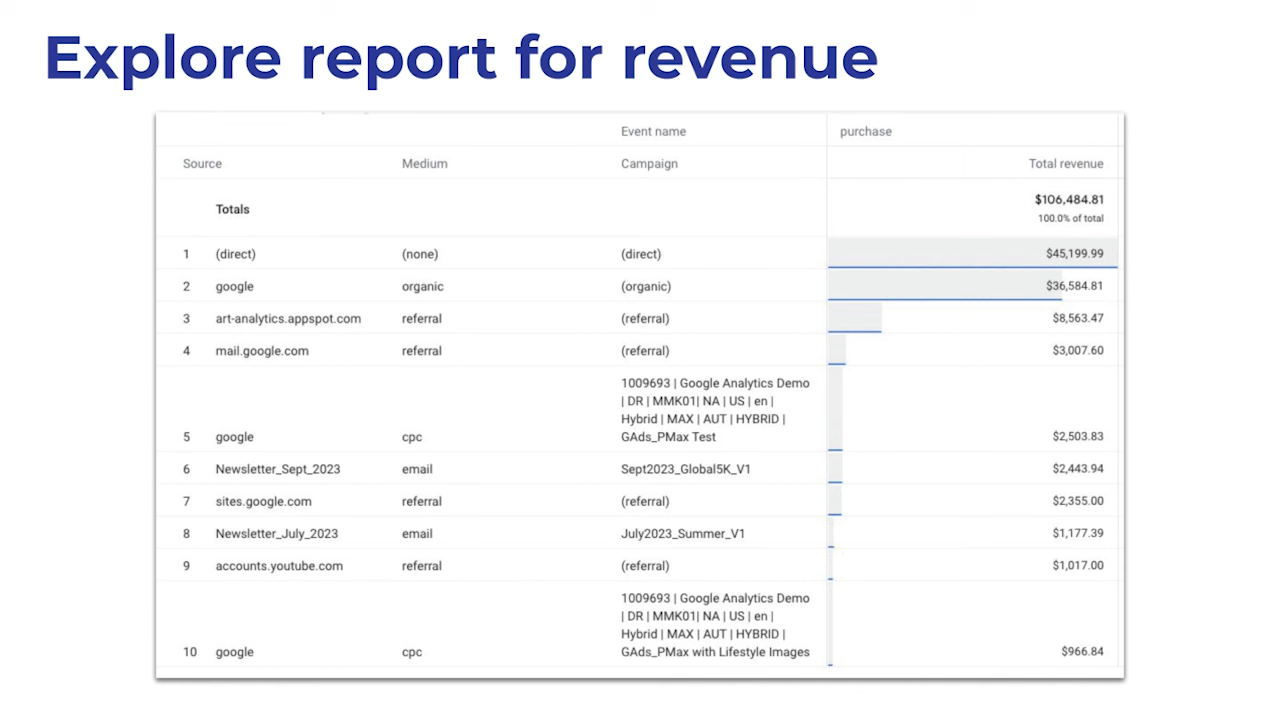 Explore report for revenue
Event name purchase
Source Medium Campaign Total revenue
Totals $106,484.81
100.0% of total
1 (direct) (none) (direct) $45,199.99
2 google organic (organic) $36,584.81
3 art-analytics.appspot.com referral (referral) $8,563.47
4 mail.google.com referral (referral) $3,007.60
1009693 | Google Analytics Demo
| DR | MMK01| NA | US | en |
Hybrid | MAX | AUT | HYBRID |
5 google cpc GAds_PMax Test $2,503.83
6 Newsletter_Sept_2023 email Sept2023_Global5K_V1 $2,443.94
7 sites.google.com referral (referral) $2,355.00
8 Newsletter_July_2023 email July2023_Summer_V1 $1,177.39
9 accounts.youtube.com referral (referral) $1,017.00
1009693 | Google Analytics Demo
| DR | MMK01| NA | US | en |
Hybrid | MAX | AUT | HYBRID |
10 google cpc GAds_PMax with Lifestyle Images $966.84